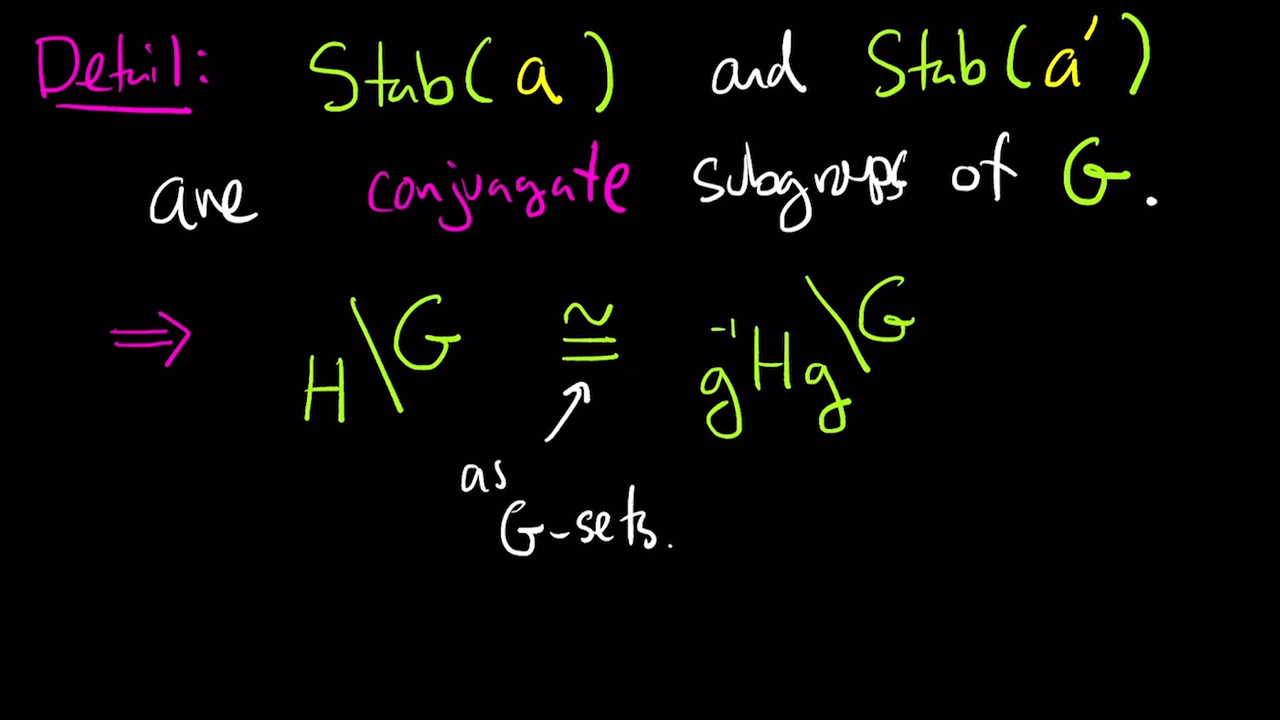 Detail: Stab(a) and Stab(a')
are conjugate subgroups of G.
⇒ H\G ≅ g⁻¹Hg\G
as
G-sets.